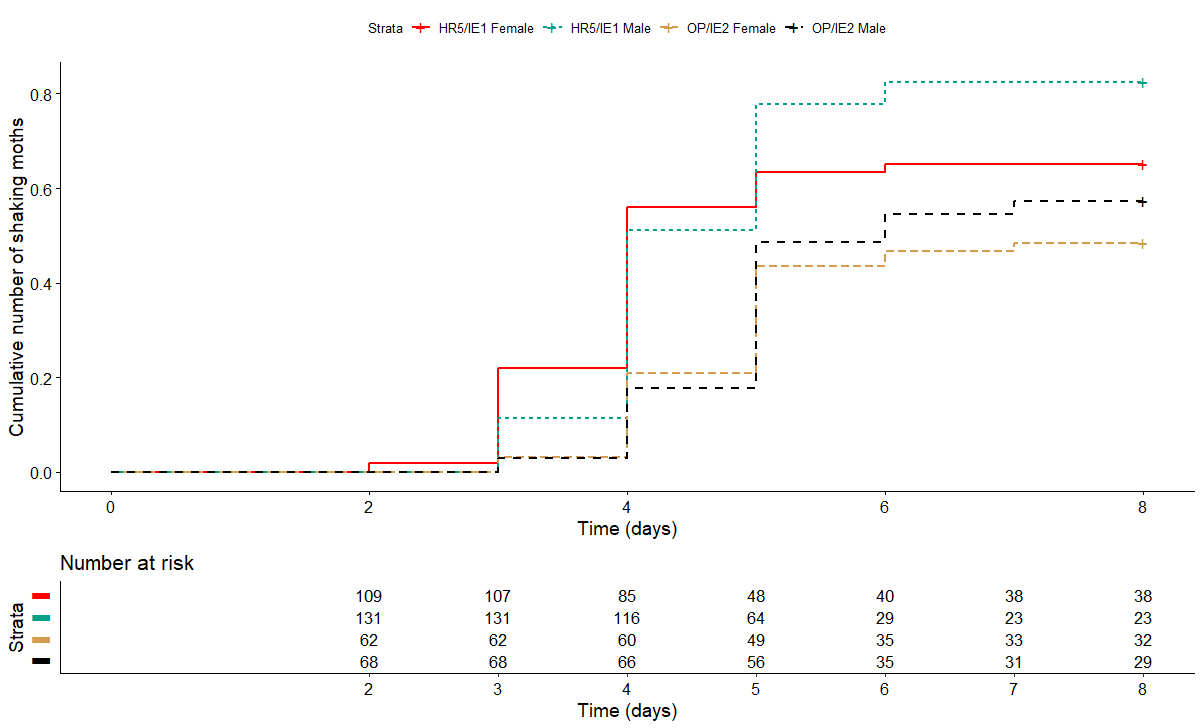 Strata HR5/IE1 Female HR5/IE1 Male OP/IE2 Female OP/IE2 Male
Cumulative number of shaking moths
0.8
0.6
0.4
0.2
0.0
0 2 4 6 8
Time (days)
Number at risk
Strata
109 107 85 48 40 38 38
131 131 116 64 29 23 23
62 62 60 49 35 33 32
68 68 66 56 35 31 29
2 3 4 5 6 7 8
Time (days)